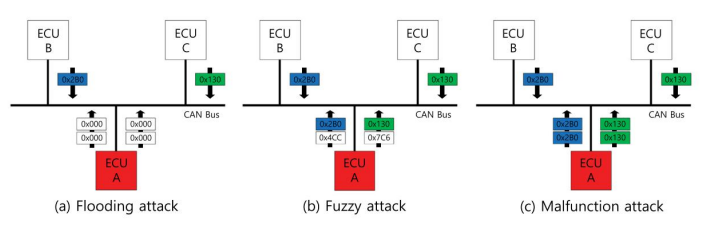 ECU
B
ECU
C
0x2B0
0x130
CAN Bus
0x000
0x000
0x000
0x000
ECU
A
(a) Flooding attack
ECU
B
ECU
C
0x2B0
0x130
CAN Bus
0x2B0
0x130
0x4CC
0x7C6
ECU
A
(b) Fuzzy attack
ECU
B
ECU
C
0x2B0
0x130
CAN Bus
0x2B0
0x130
0x2B0
0x130
ECU
A
(c) Malfunction attack